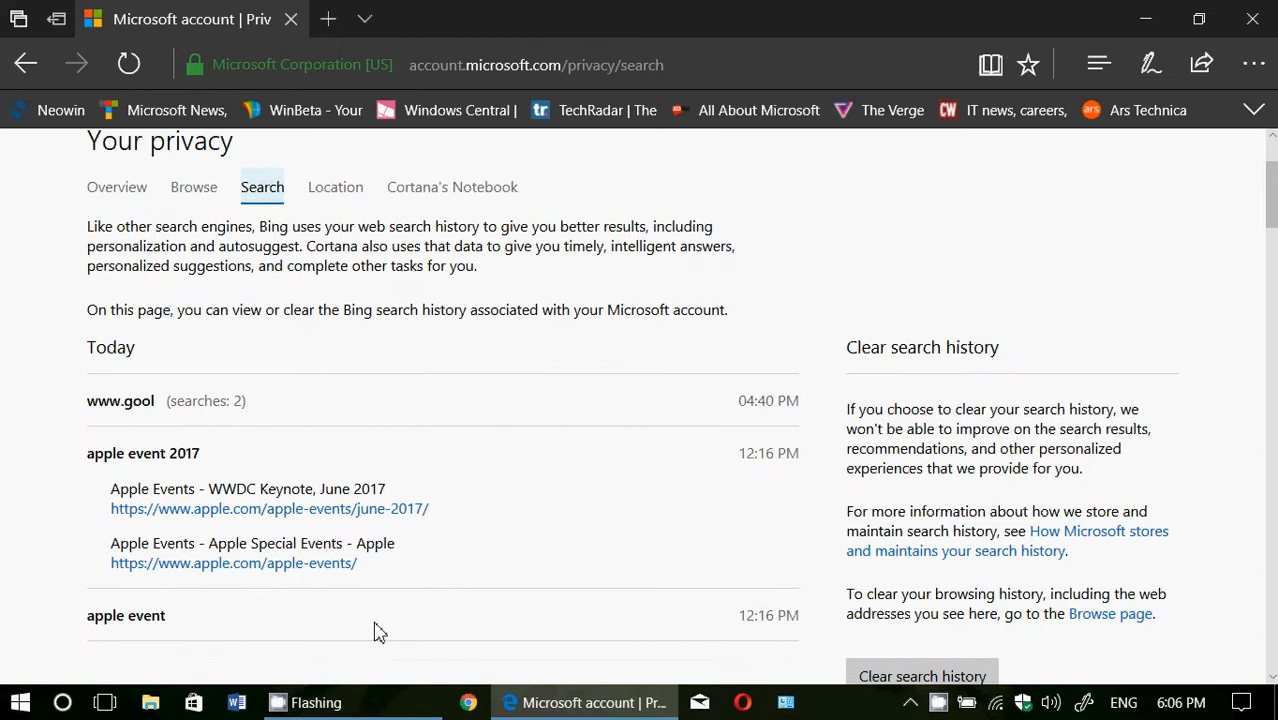 Microsoft account | Priv
Microsoft Corporation [US] account.microsoft.com/privacy/search
Neowin Microsoft News, WinBeta - Your Windows Central | TechRadar | The All About Microsoft The Verge IT news, careers, Ars Technica
Your privacy
Overview Browse Search Location Cortana's Notebook
Like other search engines, Bing uses your web search history to give you better results, including
personalization and autosuggest. Cortana also uses that data to give you timely, intelligent answers,
personalized suggestions, and complete other tasks for you.
On this page, you can view or clear the Bing search history associated with your Microsoft account.
Today
www.gool (searches: 2) 04:40 PM
apple event 2017 12:16 PM
Apple Events - WWDC Keynote, June 2017
https://www.apple.com/apple-events/june-2017/
Apple Events - Apple Special Events - Apple
https://www.apple.com/apple-events/
apple event 12:16 PM
Clear search history
If you choose to clear your search history, we
won't be able to improve on the search results,
recommendations, and other personalized
experiences that we provide for you.
For more information about how we store and
maintain search history, see How Microsoft stores
and maintains your search history.
To clear your browsing history, including the web
addresses you see here, go to the Browse page.
Clear search history
Flashing Microsoft account | Pr... ENG 6:06 PM